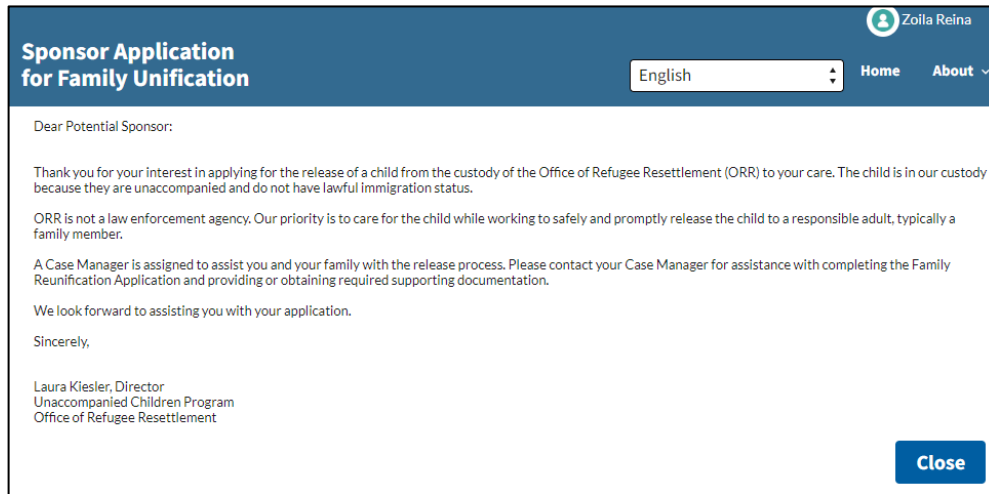 Zoila Reina
Sponsor Application
for Family Unification
English
Home
About
Dear Potential Sponsor:
Thank you for your interest in applying for the release of a child from the custody of the Office of Refugee Resettlement (ORR) to your care. The child is in our custody
because they are unaccompanied and do not have lawful immigration status.
ORR is not a law enforcement agency. Our priority is to care for the child while working to safely and promptly release the child to a responsible adult, typically a
family member.
A Case Manager is assigned to assist you and your family with the release process. Please contact your Case Manager for assistance with completing the Family
Reunification Application and providing or obtaining required supporting documentation.
We look forward to assisting you with your application.
Sincerely,
Laura Kiesler, Director
Unaccompanied Children Program
Office of Refugee Resettlement
Close